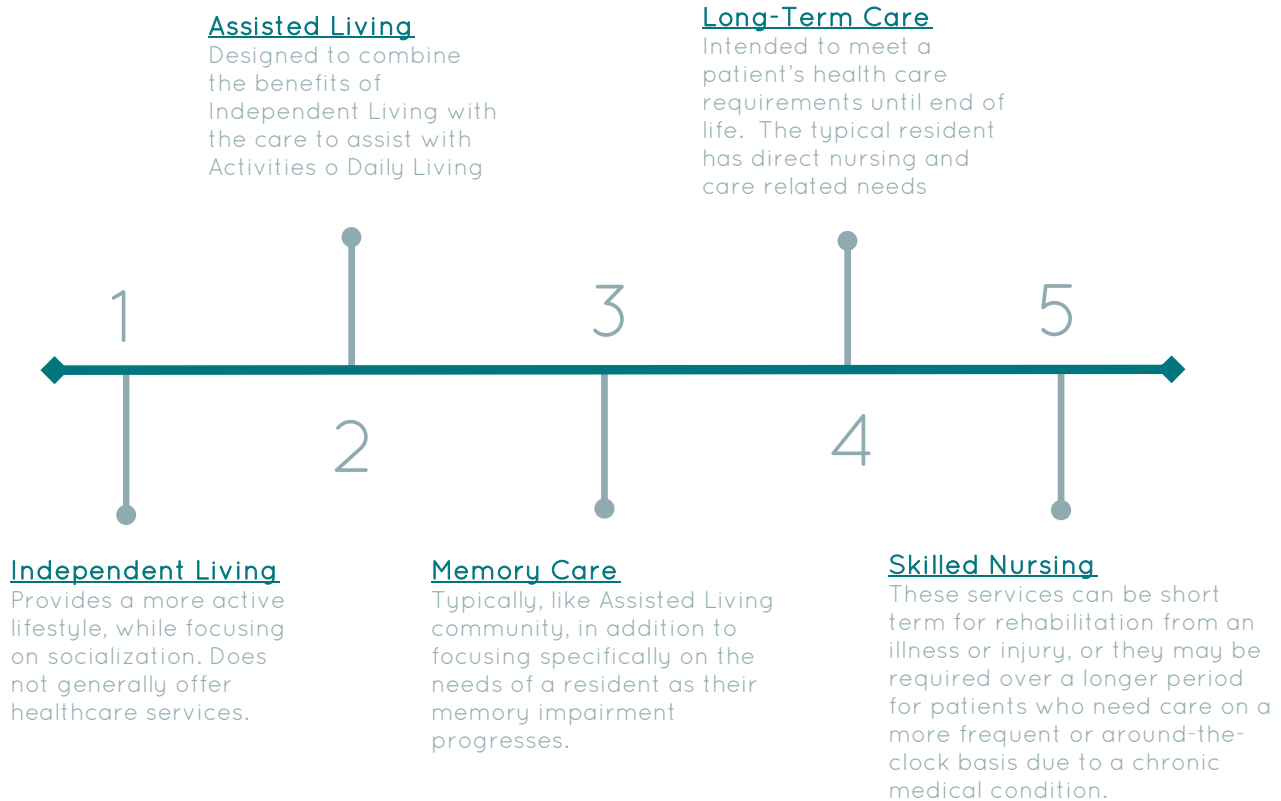 Assisted Living
Designed to combine
the benefits of
Independent Living with
the care to assist with
Activities o Daily Living
Long-Term Care
Intended to meet a
patient's health care
requirements until end of
life.  The typical resident
has direct nursing and
care related needs
1
3
5
2
4
Independent Living
Provides a more active
lifestyle, while focusing
on socialization. Does
not generally offer
healthcare services.
Memory Care
Typically, like Assisted Living
community, in addition to
focusing specifically on the
needs of a resident as their
memory impairment
progresses.
Skilled Nursing
These services can be short
term for rehabilitation from an
illness or injury, or they may be
required over a longer period
for patients who need care on a
more frequent or around-the-
clock basis due to a chronic
medical condition.